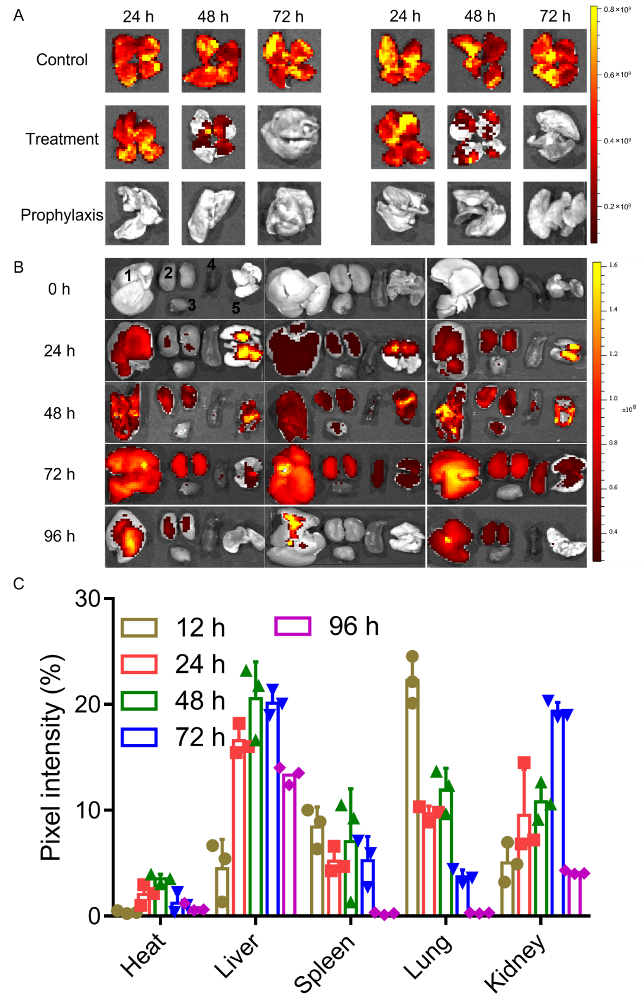 A
24 h 48 h 72 h 24 h 48 h 72 h
Control
Treatment
Prophylaxis
0.8×10⁹
0.6×10⁹
0.4×10⁹
0.2×10⁹
B
0 h
24 h
48 h
72 h
96 h
1 2 3 4 5
1.6
1.4
1.2
1.0
x10⁸
0.8
0.6
0.4
C
Pixel intensity (%)
30
20
10
0
12 h
24 h
48 h
72 h
96 h
Heat Liver Spleen Lung Kidney